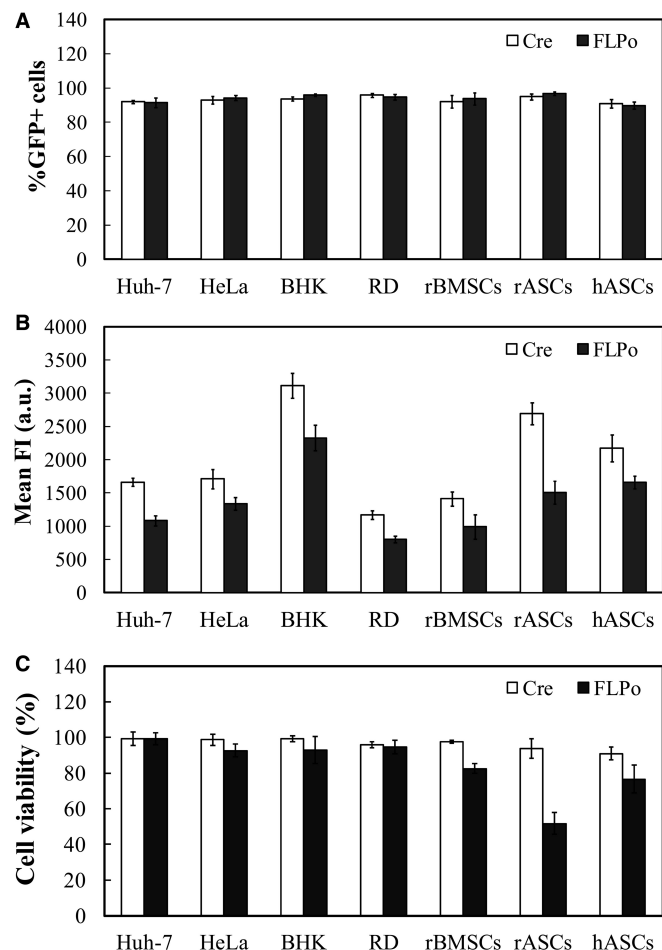 A
%GFP+ cells
140
120
100
80
60
40
20
0
Cre
FLPo
Huh-7
HeLa
BHK
RD
rBMSCs
rASCs
hASCs
B
Mean FI (a.u.)
4000
3500
3000
2500
2000
1500
1000
500
0
Cre
FLPo
Huh-7
HeLa
BHK
RD
rBMSCs
rASCs
hASCs
C
Cell viability (%)
140
120
100
80
60
40
20
0
Cre
FLPo
Huh-7
HeLa
BHK
RD
rBMSCs
rASCs
hASCs